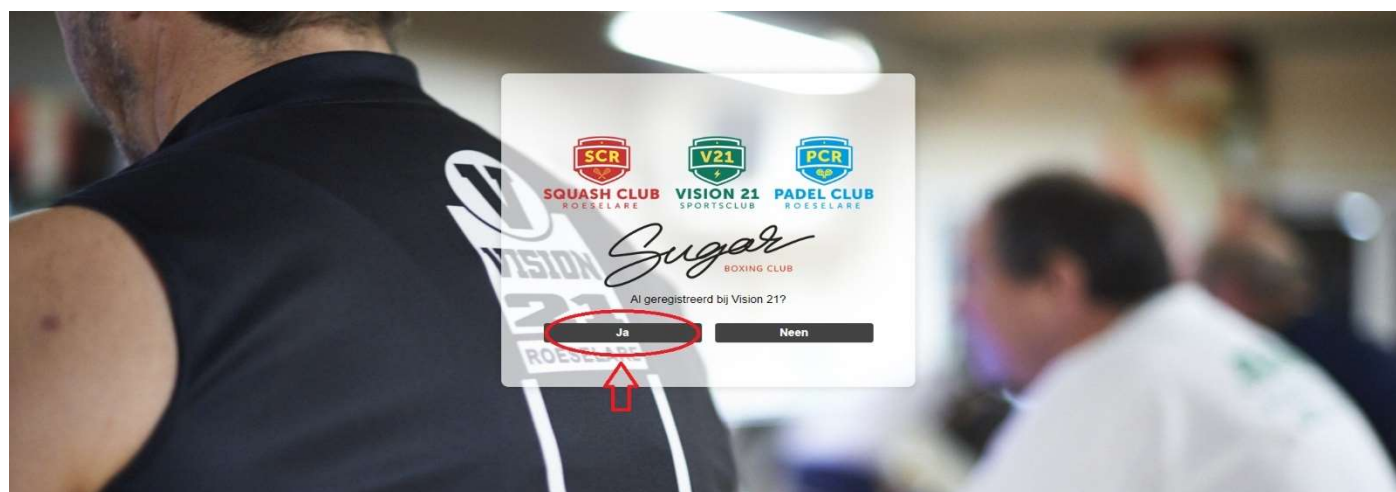 SCR
SQUASH CLUB
ROESELARE
V21
VISION 21
SPORTSCLUB
PCR
PADEL CLUB
ROESELARE
Sugar
BOXING CLUB
Al geregistreerd bij Vision 21?
Ja
Neen
V
VISION
21
ROESELARE